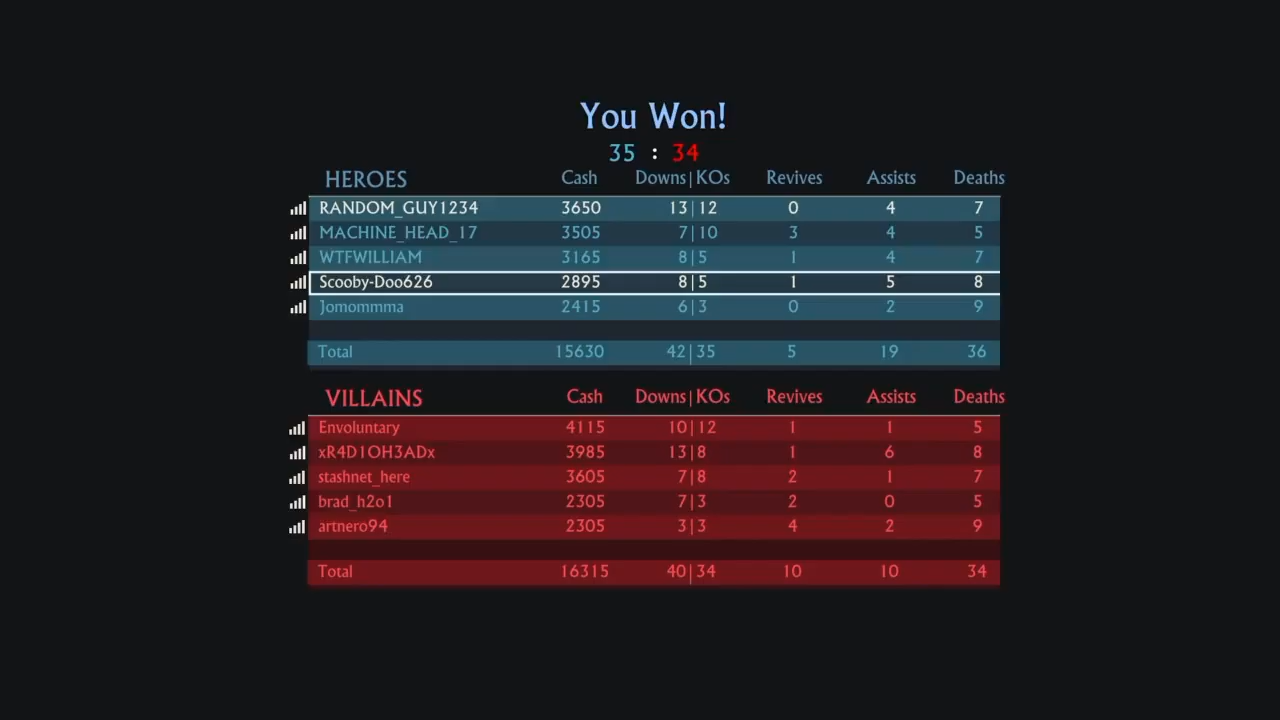 You Won!
35 : 34
HEROES Cash Downs|KOs Revives Assists Deaths
RANDOM_GUY1234 3650 13|12 0 4 7
MACHINE_HEAD_17 3505 7|10 3 4 5
WTFWILLIAM 3165 8|5 1 4 7
Scooby-Doo626 2895 8|5 1 5 8
Jomommma 2415 6|3 0 2 9
Total 15630 42|35 5 19 36
VILLAINS Cash Downs|KOs Revives Assists Deaths
Envoluntary 4115 10|12 1 1 5
xR4D1OH3ADx 3985 13|8 1 6 8
stashnet_here 3605 7|8 2 1 7
brad_h2o1 2305 7|3 2 0 5
artnero94 2305 3|3 4 2 9
Total 16315 40|34 10 10 34